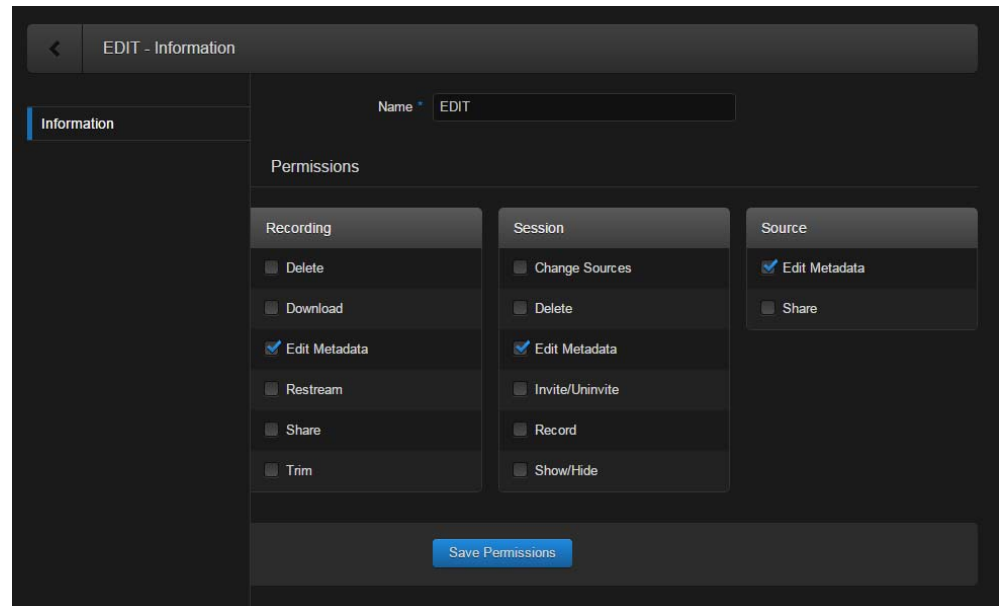 EDIT - Information
Information
Name * EDIT
Permissions
Recording
Delete
Download
Edit Metadata
Restream
Share
Trim
Session
Change Sources
Delete
Edit Metadata
Invite/Uninvite
Record
Show/Hide
Source
Edit Metadata
Share
Save Permissions